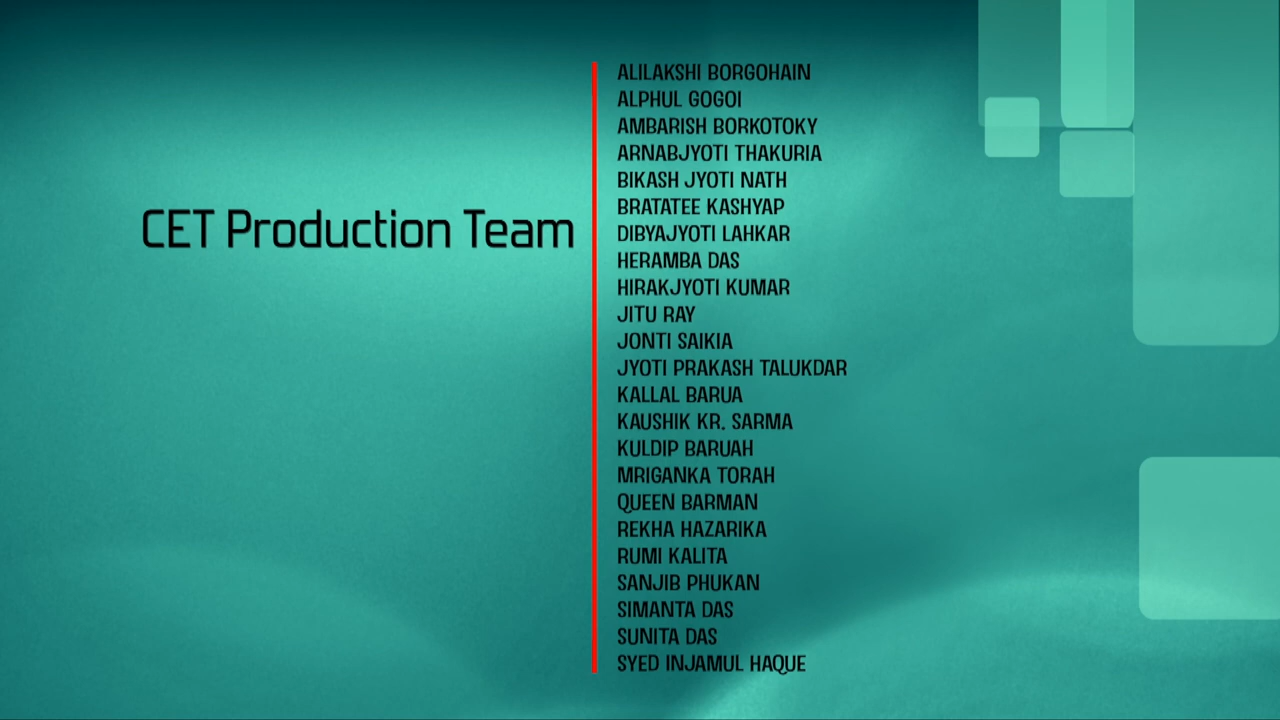 CET Production Team
ALILAKSHI BORGOHAIN
ALPHUL GOGOI
AMBARISH BORKOTOKY
ARNABJYOTI THAKURIA
BIKASH JYOTI NATH
BRATATEE KASHYAP
DIBYAJYOTI LAHKAR
HERAMBA DAS
HIRAKJYOTI KUMAR
JITU RAY
JONTI SAIKIA
JYOTI PRAKASH TALUKDAR
KALLAL BARUA
KAUSHIK KR. SARMA
KULDIP BARUAH
MRIGANKA TORAH
QUEEN BARMAN
REKHA HAZARIKA
RUMI KALITA
SANJIB PHUKAN
SIMANTA DAS
SUNITA DAS
SYED INJAMUL HAQUE